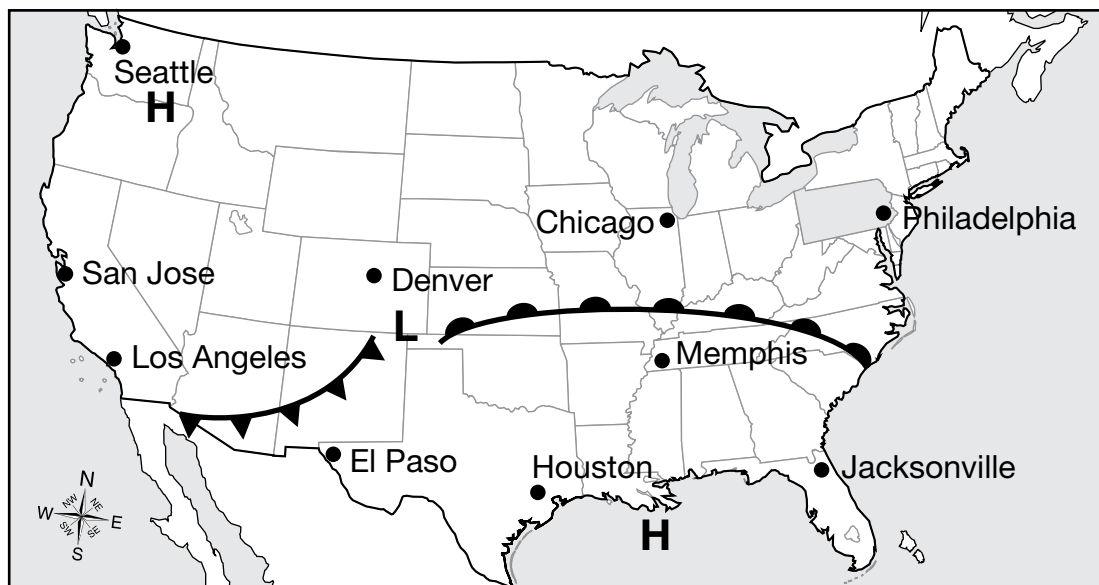 Seattle
H
Chicago
Philadelphia
San Jose
Denver
L
Los Angeles
Memphis
El Paso
Houston
Jacksonville
H
N
NW
NE
W
E
SW
SE
S